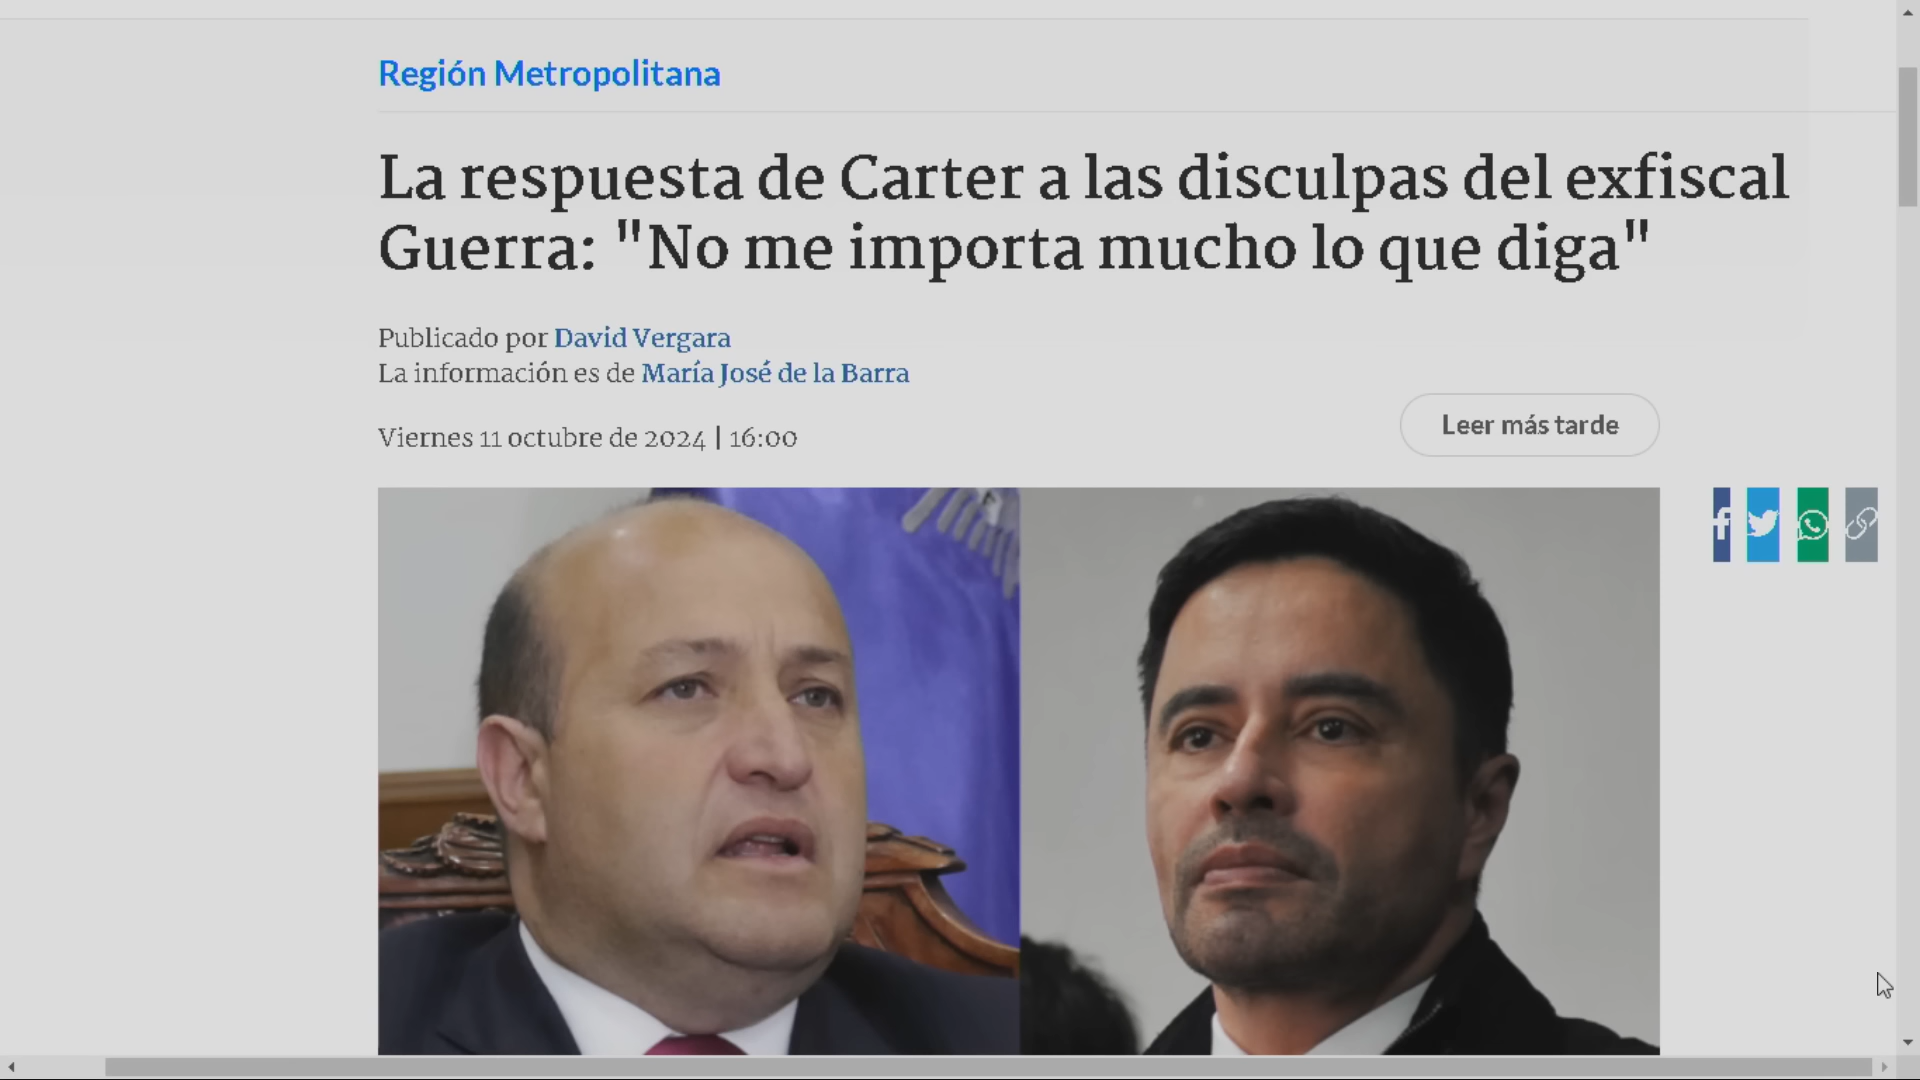 Región Metropolitana
La respuesta de Carter a las disculpas del exfiscal
Guerra: "No me importa mucho lo que diga"
Publicado por David Vergara
La información es de María José de la Barra
Viernes 11 octubre de 2024 | 16:00
Leer más tarde